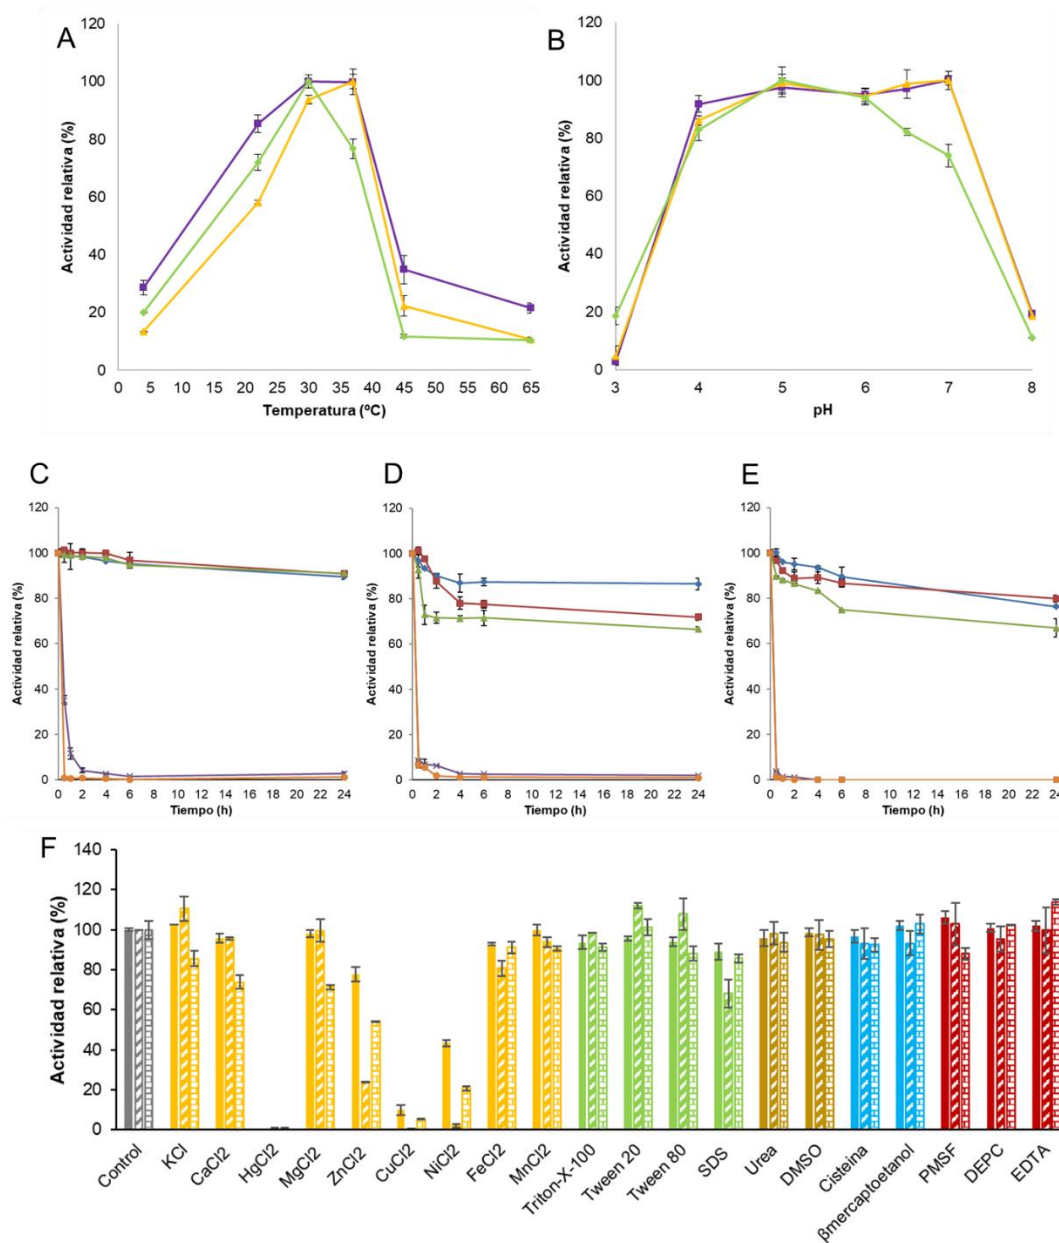 A
B
120
100
80
60
40
20
0
Actividad relativa (%)
0 5 10 15 20 25 30 35 40 45 50 55 60 65
Temperatura (ºC)
120
100
80
60
40
20
0
Actividad relativa (%)
3 4 5 6 7 8
pH
C
D
E
120
100
80
60
40
20
0
Actividad relativa (%)
0 2 4 6 8 10 12 14 16 18 20 22 24
Tiempo (h)
120
100
80
60
40
20
0
Actividad relativa (%)
0 2 4 6 8 10 12 14 16 18 20 22 24
Tiempo (h)
120
100
80
60
40
20
0
Actividad relativa (%)
0 2 4 6 8 10 12 14 16 18 20 22 24
Tiempo (h)
F
140
120
100
80
60
40
20
0
Actividad relativa (%)
Control
KCl
CaCl2
HgCl2
MgCl2
ZnCl2
CuCl2
NiCl2
FeCl2
MnCl2
Triton-X-100
Tween 20
Tween 80
SDS
Urea
DMSO
Cisteina
βmercaptoetanol
PMSF
DEPC
EDTA